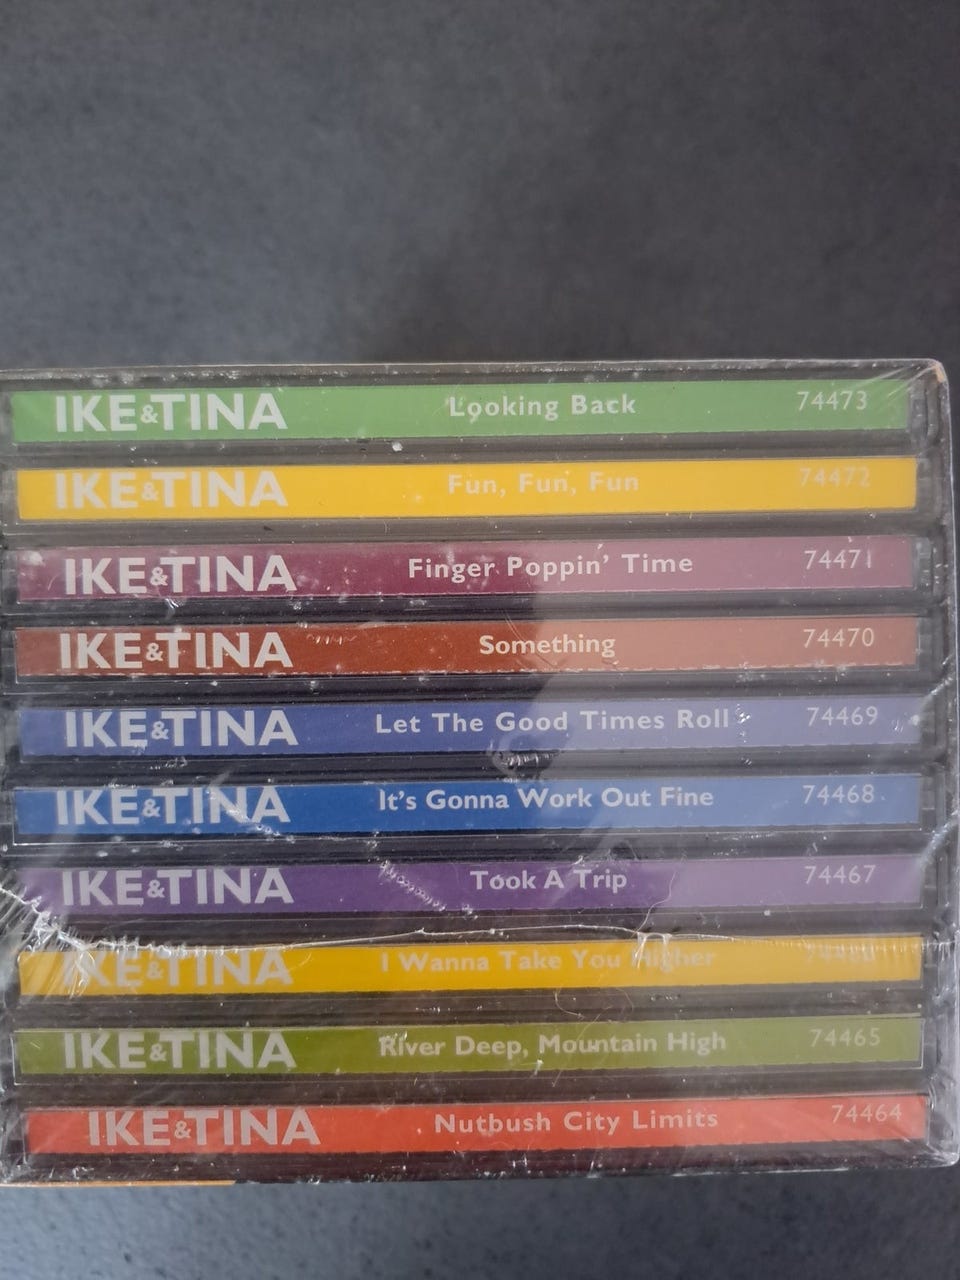 IKE&TINA Looking Back 74473
IKE&TINA Fun, Fun, Fun 74472
IKE&TINA Finger Poppin' Time 74471
IKE&TINA Something 74470
IKE&TINA Let The Good Times Roll 74469
IKE&TINA It's Gonna Work Out Fine 74468
IKE&TINA Took A Trip 74467
IKE&TINA I Wanna Take You Higher
IKE&TINA River Deep, Mountain High 74465
IKE&TINA Nutbush City Limits 74464